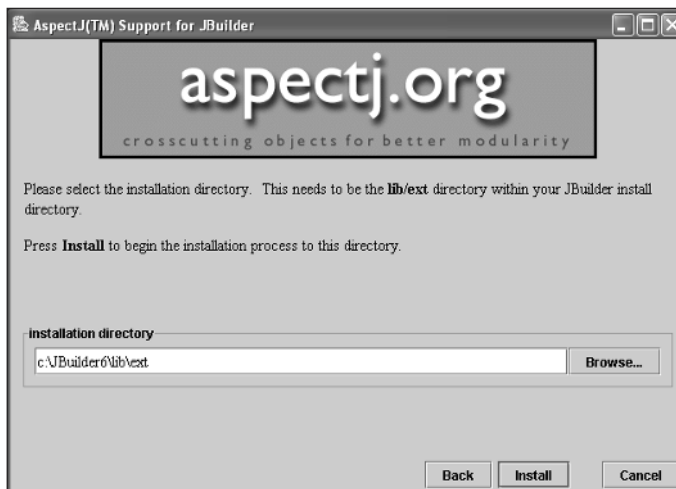 AspectJ(TM) Support for JBuilder
aspectj.org
crosscutting objects for better modularity
Please select the installation directory. This needs to be the lib/ext directory within your JBuilder install
directory.
Press Install to begin the installation process to this directory.
installation directory
c:\JBuilder6\lib\ext
Browse...
Back
Install
Cancel